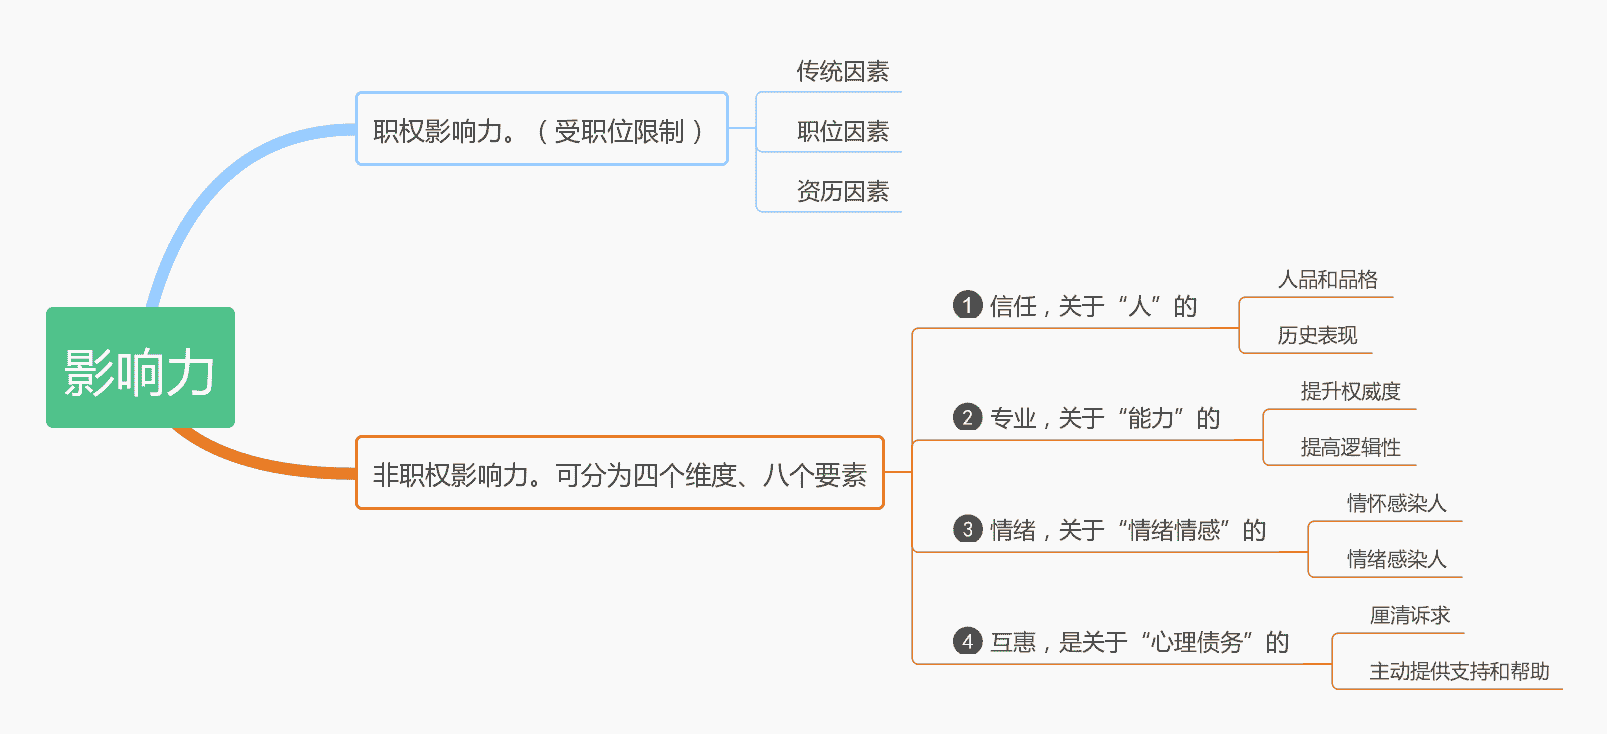 影响力
职权影响力。（受职位限制）
传统因素
职位因素
资历因素
非职权影响力。可分为四个维度、八个要素
1 信任，关于“人”的
人品和品格
历史表现
2 专业，关于“能力”的
提升权威度
提高逻辑性
3 情绪，关于“情绪情感”的
情怀感染人
情绪感染人
4 互惠，是关于“心理债务”的
厘清诉求
主动提供支持和帮助